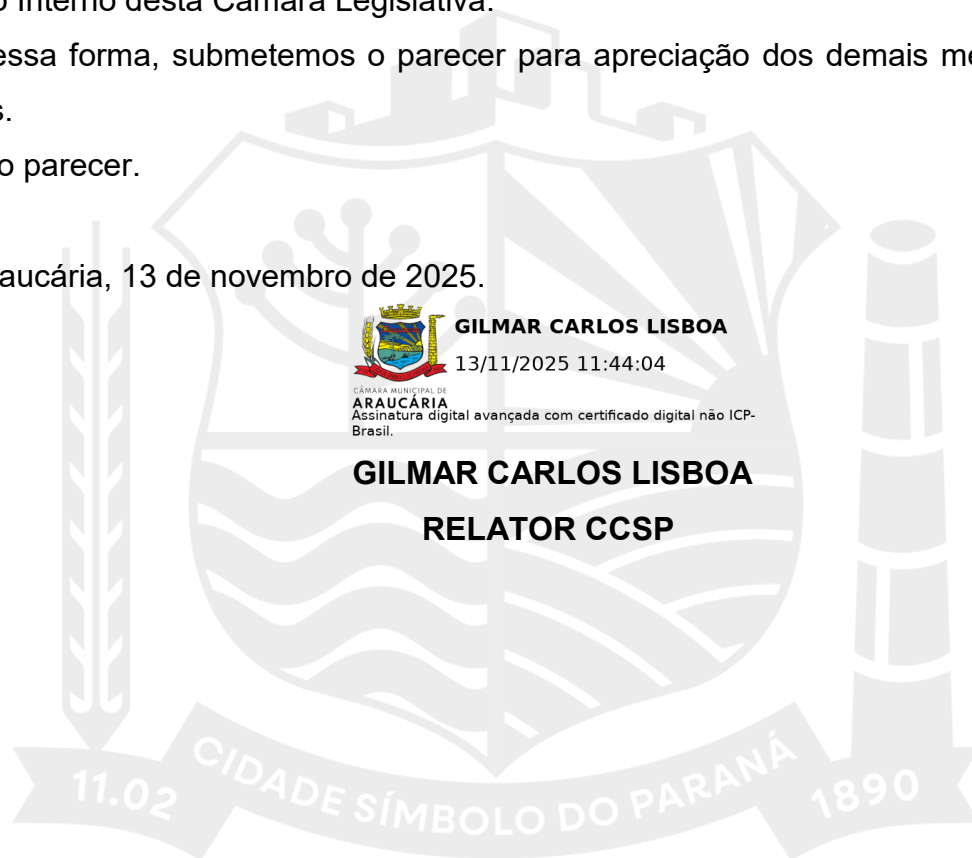 o Interno desta Câmara Legislativa.
essa forma, submetemos o parecer para apreciação dos demais me
s.
o parecer.
aucária, 13 de novembro de 2025.
GILMAR CARLOS LISBOA
13/11/2025 11:44:04
CÂMARA MUNICIPAL DE
ARAUCÁRIA
Assinatura digital avançada com certificado digital não ICP-
Brasil.
GILMAR CARLOS LISBOA
RELATOR CCSP
11.02 CIDADE SÍMBOLO DO PARANÁ 1890